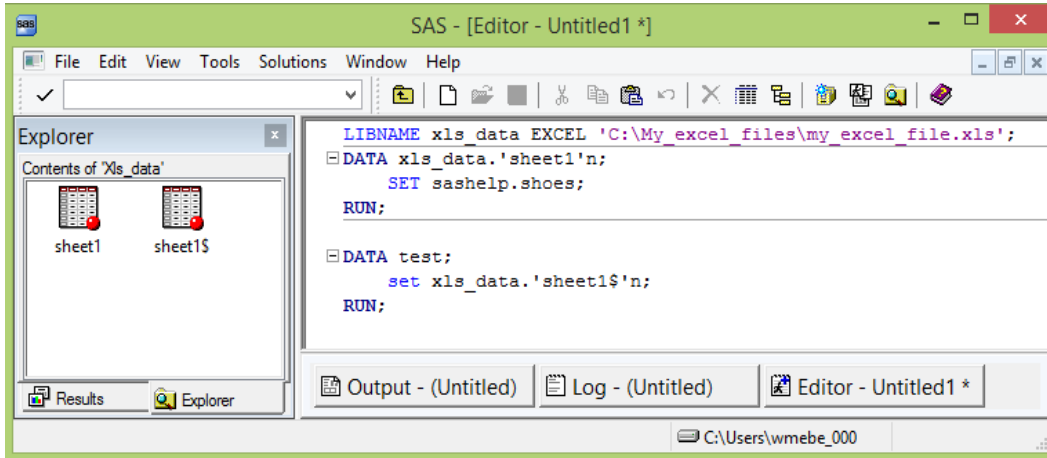 sas
SAS - [Editor - Untitled1 *]
File Edit View Tools Solutions Window Help
Explorer
Contents of 'Xls_data'
sheet1 sheet1$
Results Explorer
LIBNAME xls_data EXCEL 'C:\My_excel_files\my_excel_file.xls';
DATA xls_data.'sheet1'n;
SET sashelp.shoes;
RUN;
DATA test;
set xls_data.'sheet1$'n;
RUN;
Output - (Untitled) Log - (Untitled) Editor - Untitled1 *
C:\Users\wmebe_000